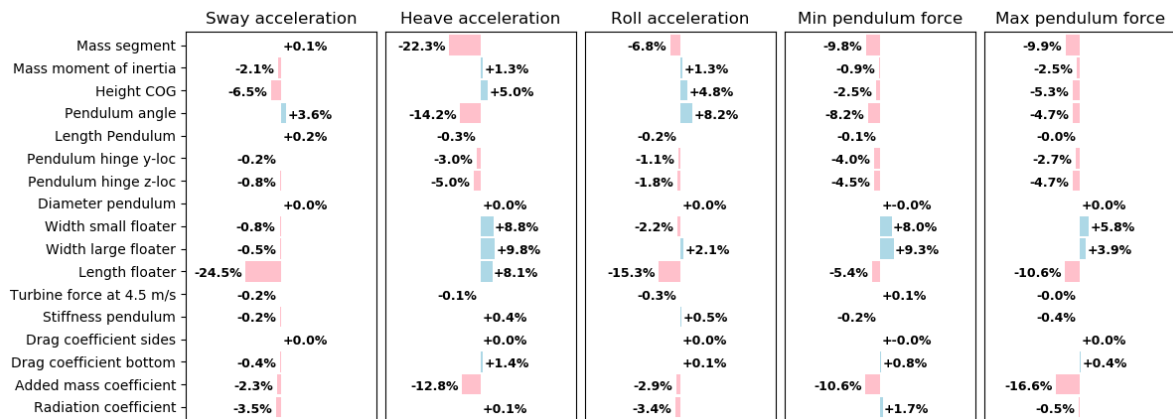 Sway acceleration Heave acceleration Roll acceleration Min pendulum force Max pendulum force
Mass segment +0.1% -22.3% -6.8% -9.8% -9.9%
Mass moment of inertia -2.1% +1.3% +1.3% -0.9% -2.5%
Height COG -6.5% +5.0% +4.8% -2.5% -5.3%
Pendulum angle +3.6% -14.2% +8.2% -8.2% -4.7%
Length Pendulum +0.2% -0.3% -0.2% -0.1% -0.0%
Pendulum hinge y-loc -0.2% -3.0% -1.1% -4.0% -2.7%
Pendulum hinge z-loc -0.8% -5.0% -1.8% -4.5% -4.7%
Diameter pendulum +0.0% +0.0% +0.0% +-0.0% +0.0%
Width small floater -0.8% +8.8% -2.2% +8.0% +5.8%
Width large floater -0.5% +9.8% +2.1% +9.3% +3.9%
Length floater -24.5% +8.1% -15.3% -5.4% -10.6%
Turbine force at 4.5 m/s -0.2% -0.1% -0.3% +0.1% -0.0%
Stiffness pendulum -0.2% +0.4% +0.5% -0.2% -0.4%
Drag coefficient sides +0.0% +0.0% +0.0% +-0.0% +0.0%
Drag coefficient bottom -0.4% +1.4% +0.1% +0.8% +0.4%
Added mass coefficient -2.3% -12.8% -2.9% -10.6% -16.6%
Radiation coefficient -3.5% +0.1% -3.4% +1.7% -0.5%